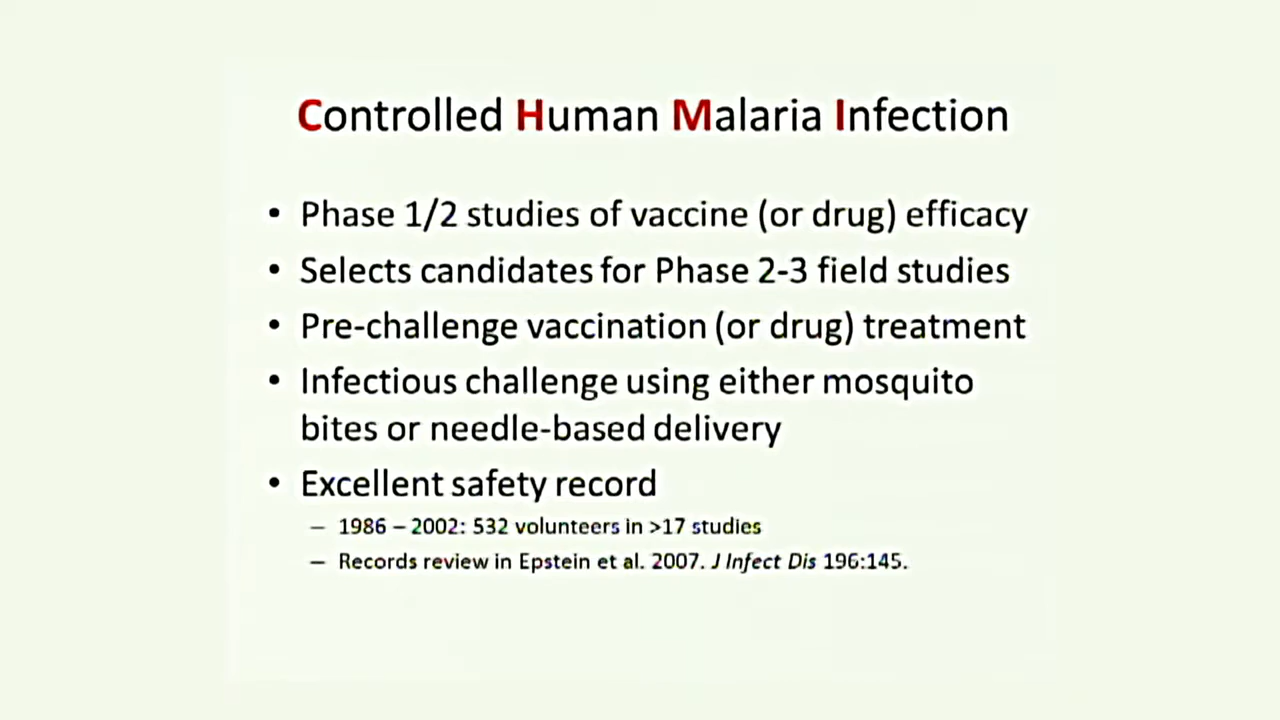 Controlled Human Malaria Infection
• Phase 1/2 studies of vaccine (or drug) efficacy
• Selects candidates for Phase 2-3 field studies
• Pre-challenge vaccination (or drug) treatment
• Infectious challenge using either mosquito
bites or needle-based delivery
• Excellent safety record
– 1986 – 2002: 532 volunteers in >17 studies
– Records review in Epstein et al. 2007. J Infect Dis 196:145.